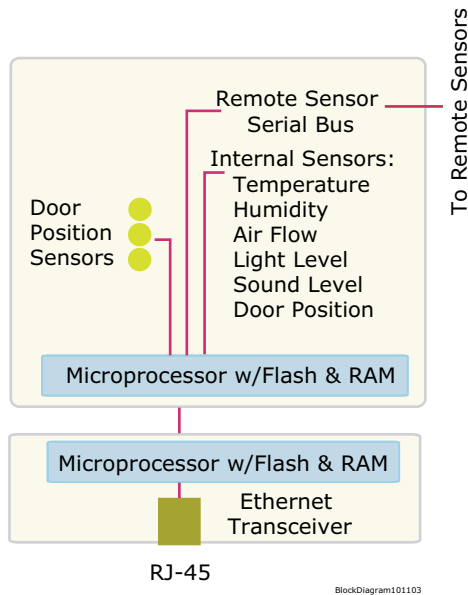 To Remote Sensors
Remote Sensor
Serial Bus
Internal Sensors:
Temperature
Humidity
Air Flow
Light Level
Sound Level
Door Position
Door
Position
Sensors
Microprocessor w/Flash & RAM
Microprocessor w/Flash & RAM
Ethernet
Transceiver
RJ-45
BlockDiagram101103